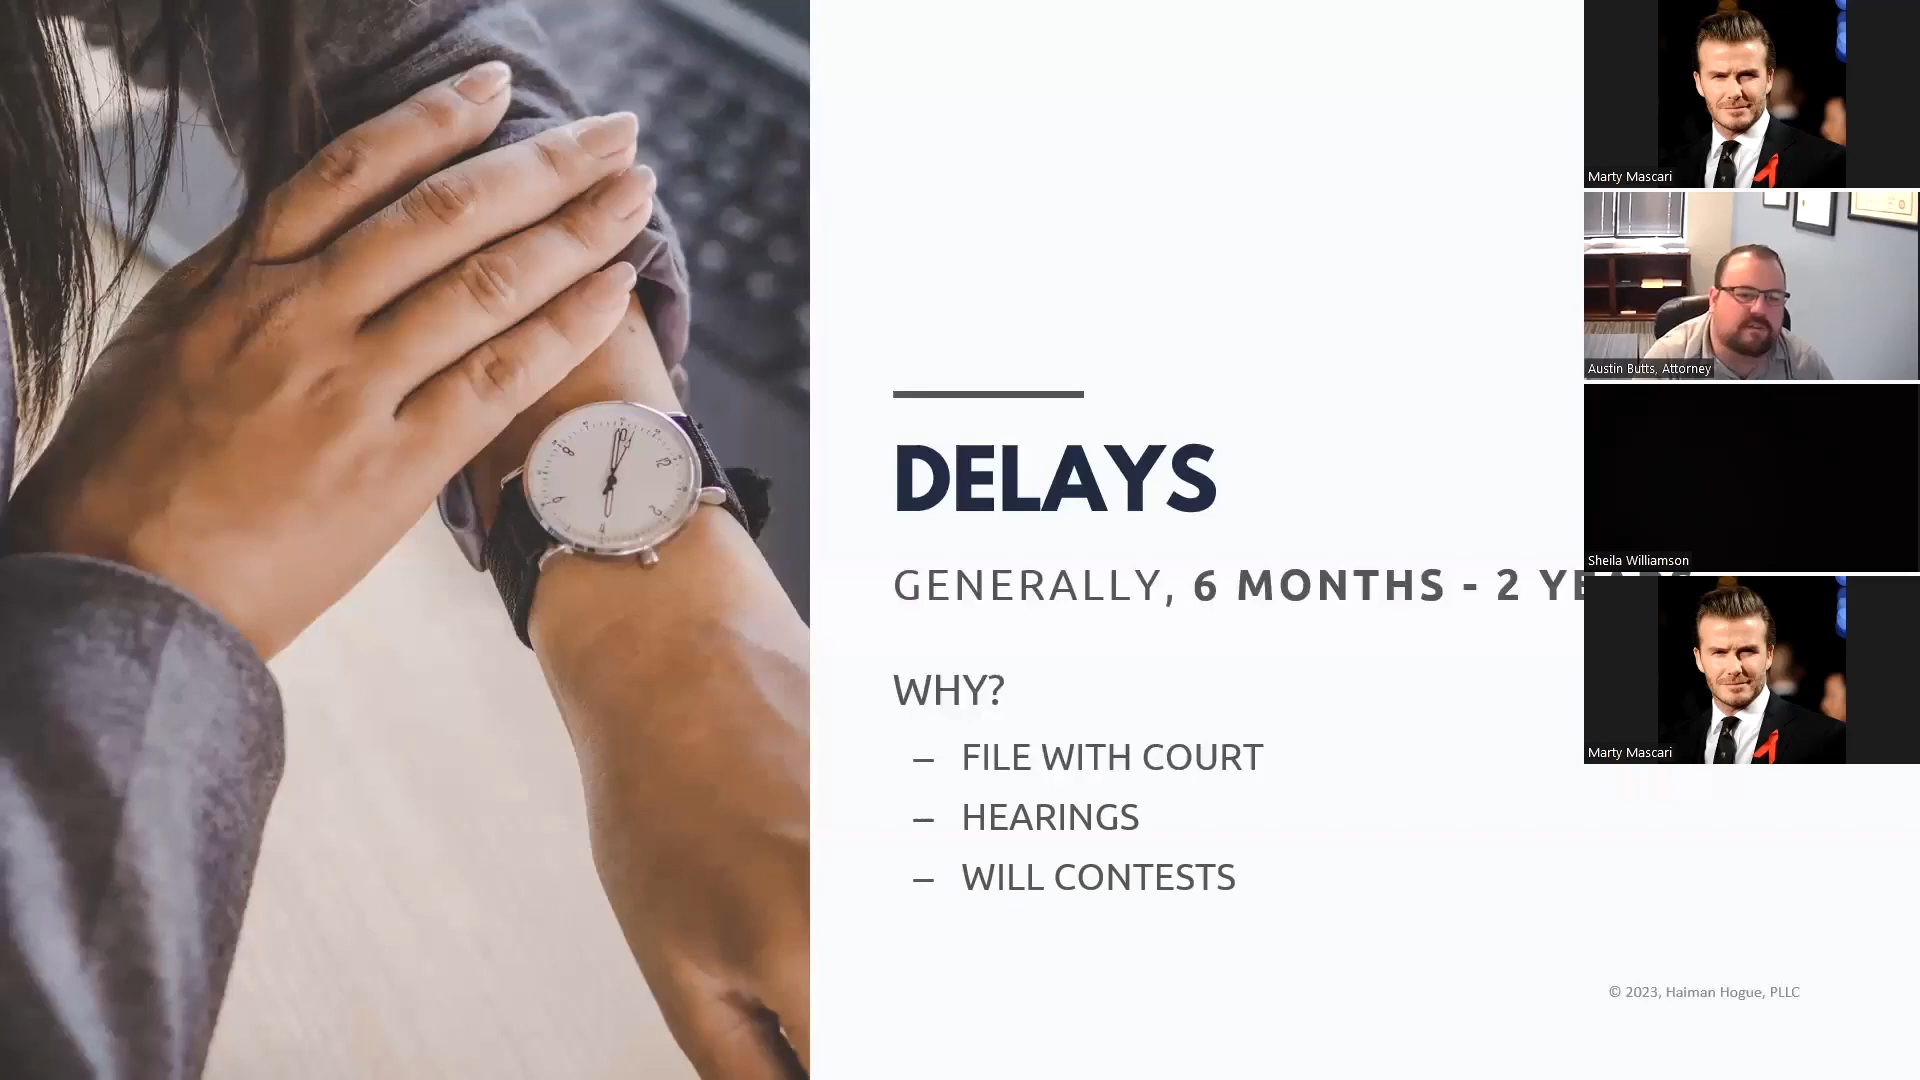 Marty Mascari
Austin Butts, Attorney
Sheila Williamson
Marty Mascari
DELAYS
GENERALLY, 6 MONTHS - 2
WHY?
– FILE WITH COURT
– HEARINGS
– WILL CONTESTS
© 2023, Haiman Hogue, PLLC